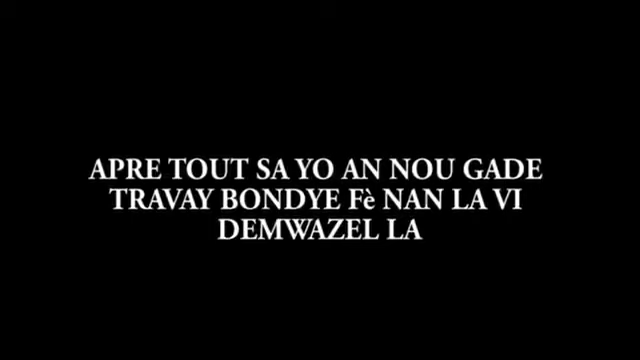 APRE TOUT SA YO AN NOU GADE
TRAVAY BONDYE Fè NAN LA VI
DEMWAZEL LA